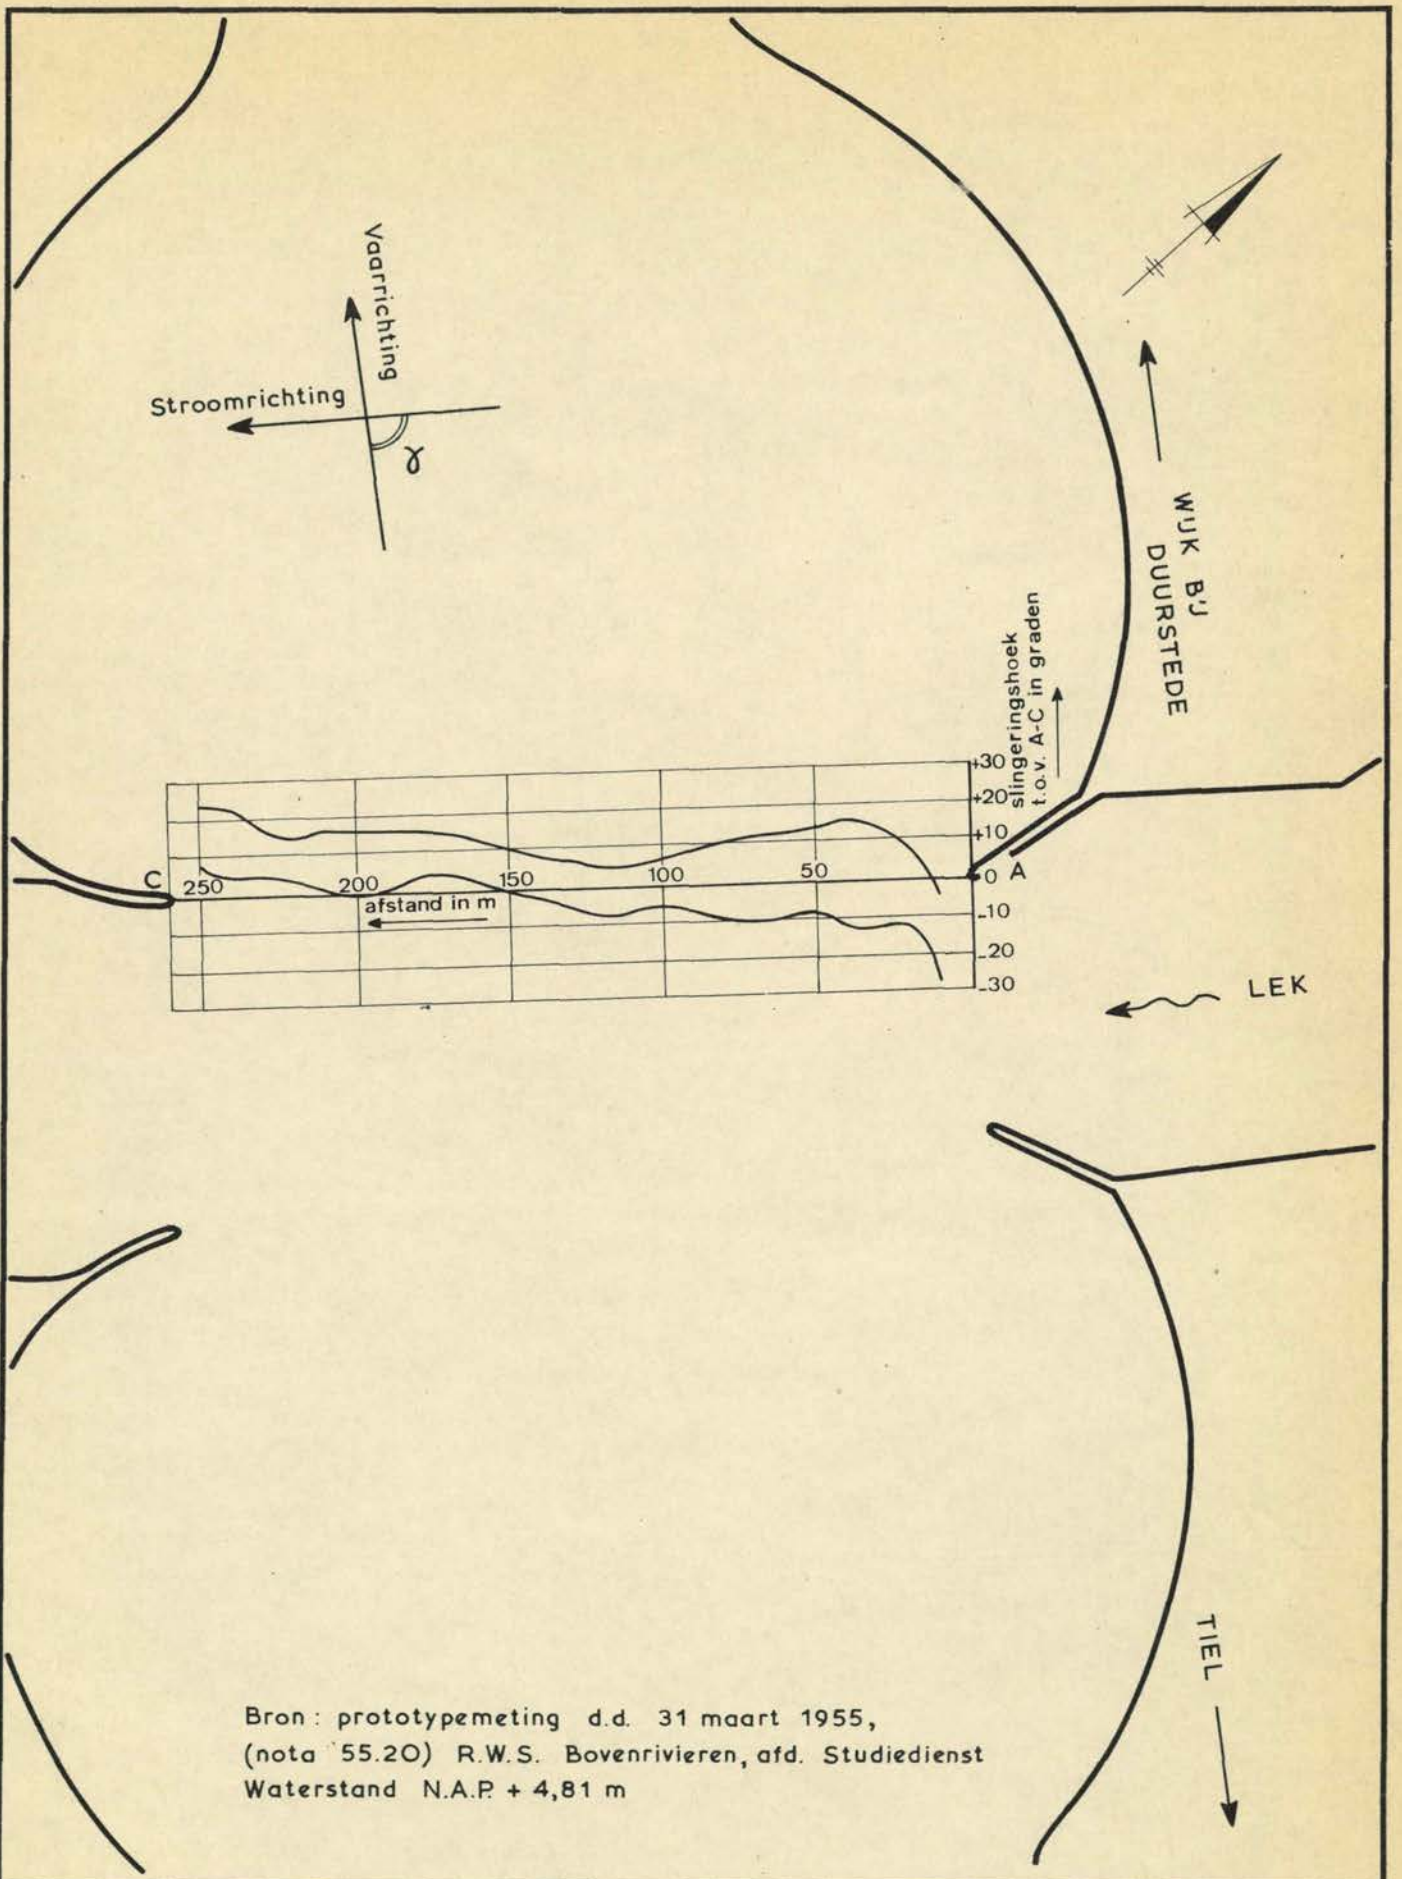 Vaarrichting
Stroomrichting
γ
WIJK BIJ
DUURSTEDE
slingeringshoek
t.o.v. A-C in graden
+30
+20
+10
0 A
-10
-20
-30
C 250 200 150 100 50
afstand in m
LEK
TIEL
Bron: prototypemeting d.d. 31 maart 1955,
(nota 55.20) R.W.S. Bovenrivieren, afd. Studiedienst
Waterstand N.A.P. + 4,81 m